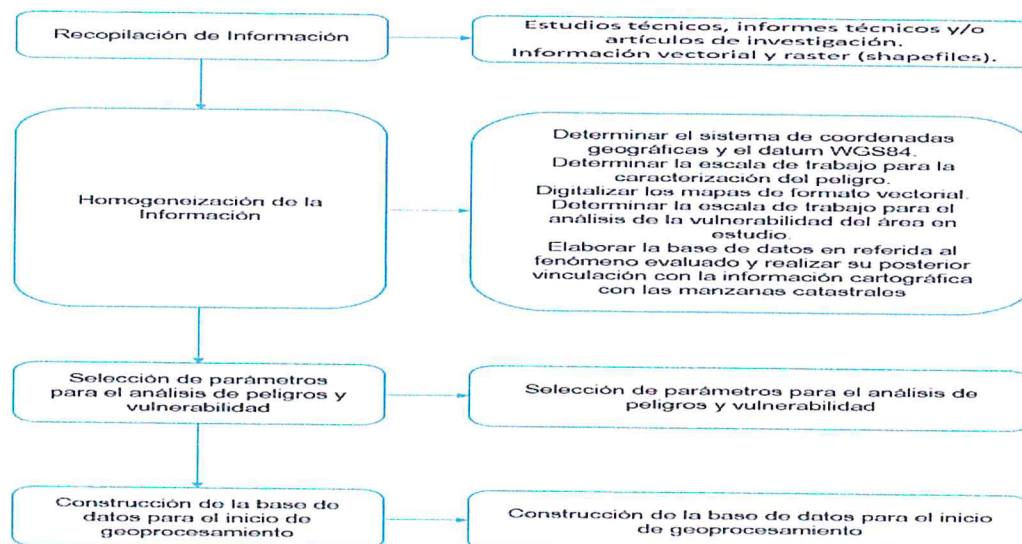 Recopilación de Información
Estudios técnicos, informes técnicos y/o
artículos de investigación.
Información vectorial y raster (shapefiles).
Homogeneización de la
Información
Determinar el sistema de coordenadas
geográficas y el datum WGS84.
Determinar la escala de trabajo para la
caracterización del peligro.
Digitalizar los mapas de formato vectorial.
Determinar la escala de trabajo para el
análisis de la vulnerabilidad del área en
estudio.
Elaborar la base de datos en referida al
fenómeno evaluado y realizar su posterior
vinculación con la información cartográfica
con las manzanas catastrales
Selección de parámetros
para el análisis de peligros y
vulnerabilidad
Selección de parámetros para el análisis de
peligros y vulnerabilidad
Construcción de la base de
datos para el inicio de
geoprocesamiento
Construcción de la base de datos para el inicio
de geoprocesamiento